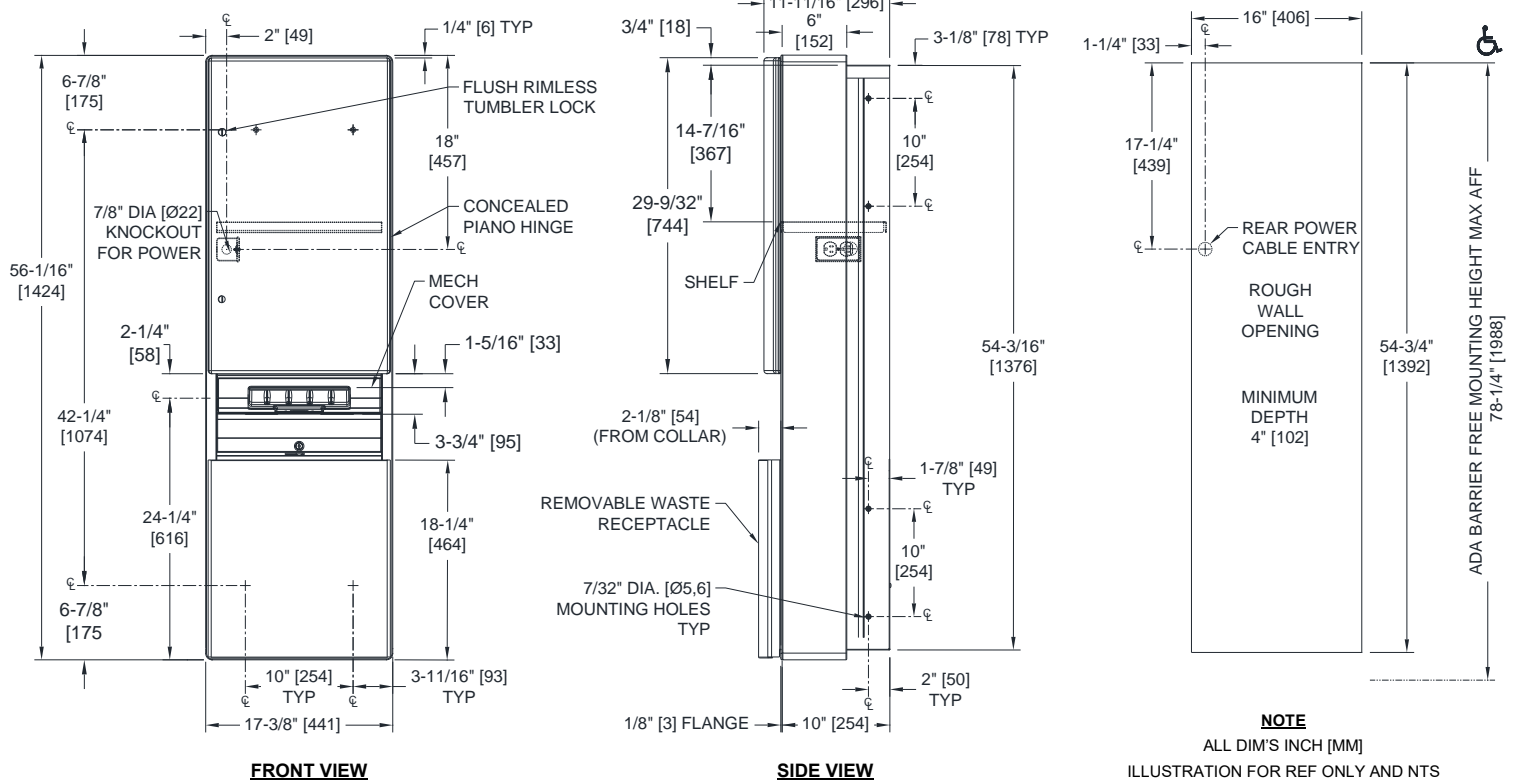 ℄
2" [49]
1/4" [6] TYP
6-7/8"
[175]
℄
FLUSH RIMLESS
TUMBLER LOCK
18"
[457]
7/8" DIA [Ø22]
KNOCKOUT
FOR POWER
CONCEALED
PIANO HINGE
℄
56-1/16"
[1424]
MECH
COVER
2-1/4"
[58]
1-5/16" [33]
℄
42-1/4"
[1074]
3-3/4" [95]
24-1/4"
[616]
18-1/4"
[464]
℄
6-7/8"
[175
10" [254]
TYP
3-11/16" [93]
TYP
℄
℄
17-3/8" [441]
FRONT VIEW
11-11/16" [296]
3/4" [18]
6"
[152]
3-1/8" [78] TYP
℄
14-7/16"
[367]
10"
[254]
29-9/32"
[744]
℄
SHELF
54-3/16"
[1376]
2-1/8" [54]
(FROM COLLAR)
℄
1-7/8" [49]
TYP
REMOVABLE WASTE
RECEPTACLE
℄
10"
[254]
7/32" DIA. [Ø5,6]
MOUNTING HOLES
TYP
℄
2" [50]
TYP
℄
1/8" [3] FLANGE
10" [254]
SIDE VIEW
16" [406]
℄
1-1/4" [33]
17-1/4"
[439]
℄
REAR POWER
CABLE ENTRY
ROUGH
WALL
OPENING
54-3/4"
[1392]
MINIMUM
DEPTH
4" [102]
ADA BARRIER FREE MOUNTING HEIGHT MAX AFF
78-1/4" [1988]
NOTE
ALL DIM'S INCH [MM]
ILLUSTRATION FOR REF ONLY AND NTS